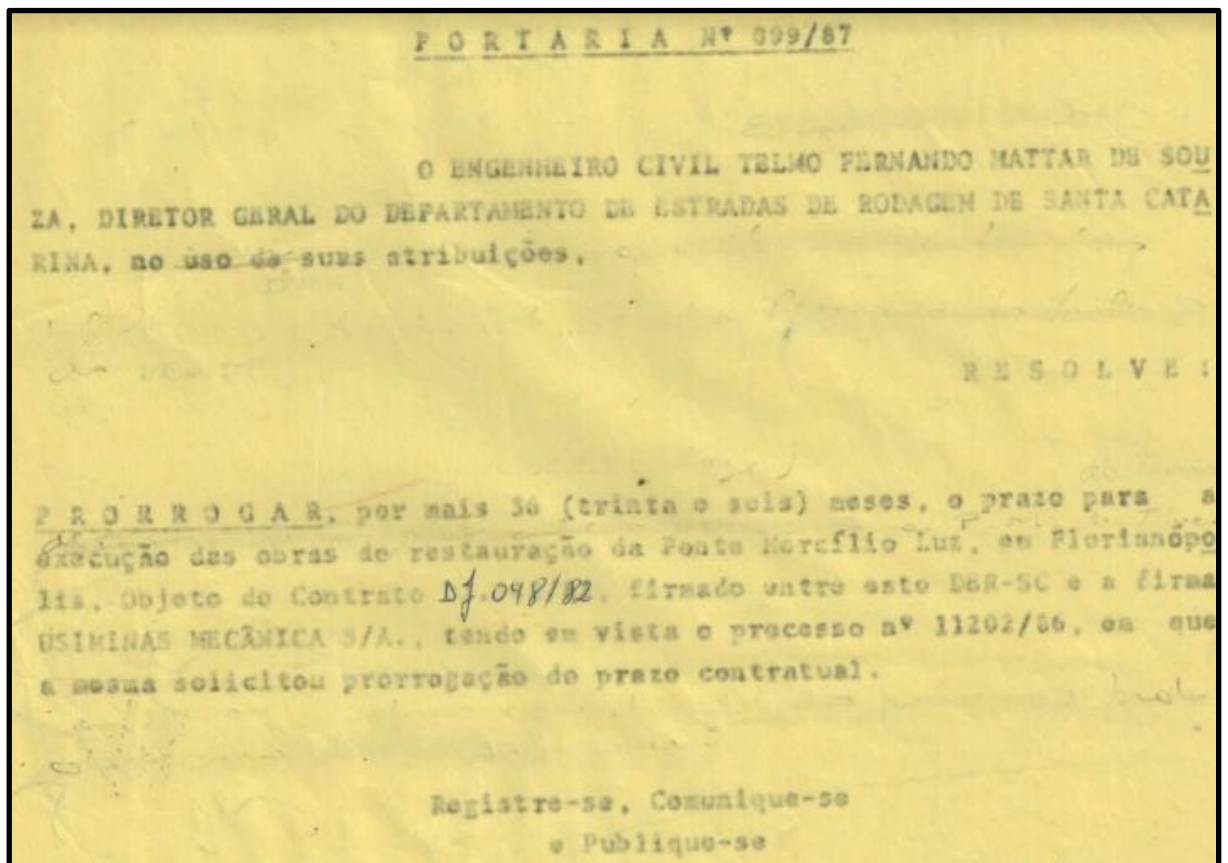 PORTARIA Nº 099/87
O ENGENHEIRO CIVIL TELMO FERNANDO MATTAR DE SOU
ZA, DIRETOR GERAL DO DEPARTAMENTO DE ESTRADAS DE RODAGEM DE SANTA CATA
RINA, no uso de suas atribuições,
RESOLVE:
PRORROGAR, por mais 36 (trinta e seis) meses, o prazo para a
execução das obras de restauração da Ponte Hercílio Luz, em Florianópo
lis, Objeto do Contrato DJ.048/82, firmado entre este DER-SC e a firma
USIMINAS MECÂNICA S/A., tendo em vista o processo nº 11202/86, em que
a mesma solicitou prorrogação do prazo contratual.
Registre-se, Comunique-se
e Publique-se